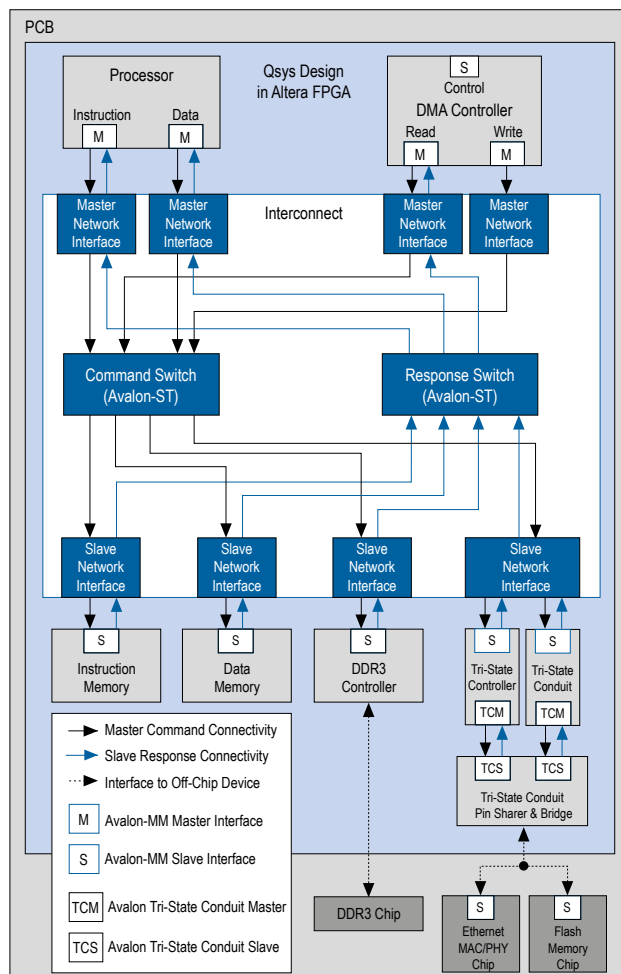 PCB
Processor
Instruction
Data
M
M
Qsys Design
in Altera FPGA
S
Control
DMA Controller
Read
Write
M
M
Master
Network
Interface
Master
Network
Interface
Interconnect
Master
Network
Interface
Master
Network
Interface
Command Switch
(Avalon-ST)
Response Switch
(Avalon-ST)
Slave
Network
Interface
Slave
Network
Interface
Slave
Network
Interface
Slave
Network
Interface
S
Instruction
Memory
S
Data
Memory
S
DDR3
Controller
S
Tri-State
Controller
TCM
S
Tri-State
Conduit
TCM
TCS
TCS
Tri-State Conduit
Pin Sharer & Bridge
Master Command Connectivity
Slave Response Connectivity
Interface to Off-Chip Device
M
Avalon-MM Master Interface
S
Avalon-MM Slave Interface
TCM
Avalon Tri-State Conduit Master
TCS
Avalon Tri-State Conduit Slave
DDR3 Chip
S
Ethernet
MAC/PHY
Chip
S
Flash
Memory
Chip